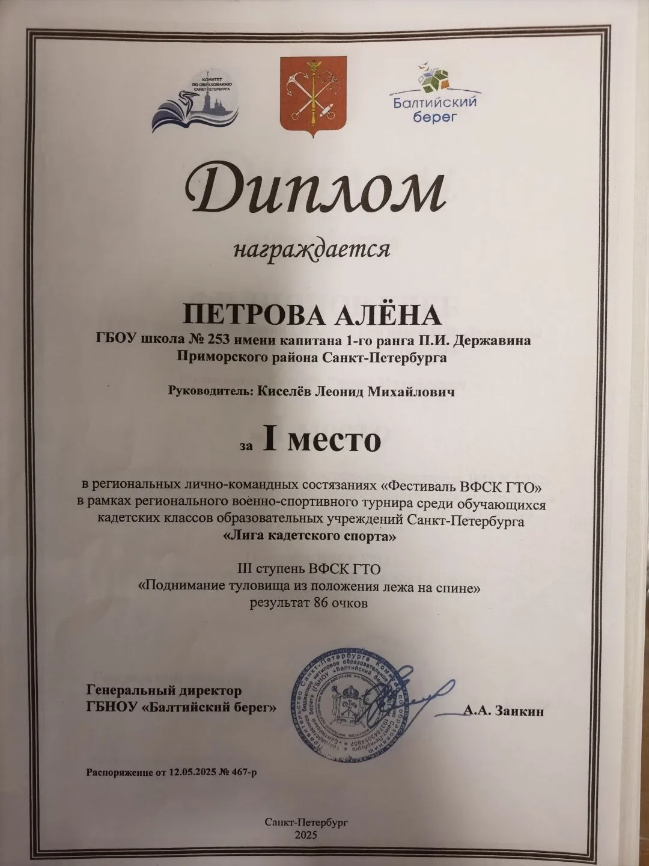 КОМИТЕТ
ПО ОБРАЗОВАНИЮ
САНКТ-ПЕТЕРБУРГА
Балтийский
берег
Диплом
награждается
ПЕТРОВА АЛЁНА
ГБОУ школа № 253 имени капитана 1-го ранга П.И. Державина
Приморского района Санкт-Петербурга
Руководитель: Киселёв Леонид Михайлович
за I место
в региональных лично-командных состязаниях «Фестиваль ВФСК ГТО»
в рамках регионального военно-спортивного турнира среди обучающихся
кадетских классов образовательных учреждений Санкт-Петербурга
«Лига кадетского спорта»
III ступень ВФСК ГТО
«Поднимание туловища из положения лежа на спине»
результат 86 очков
Генеральный директор
ГБНОУ «Балтийский берег»
А.А. Заикин
Распоряжение от 12.05.2025 № 467-р
Санкт-Петербург
2025